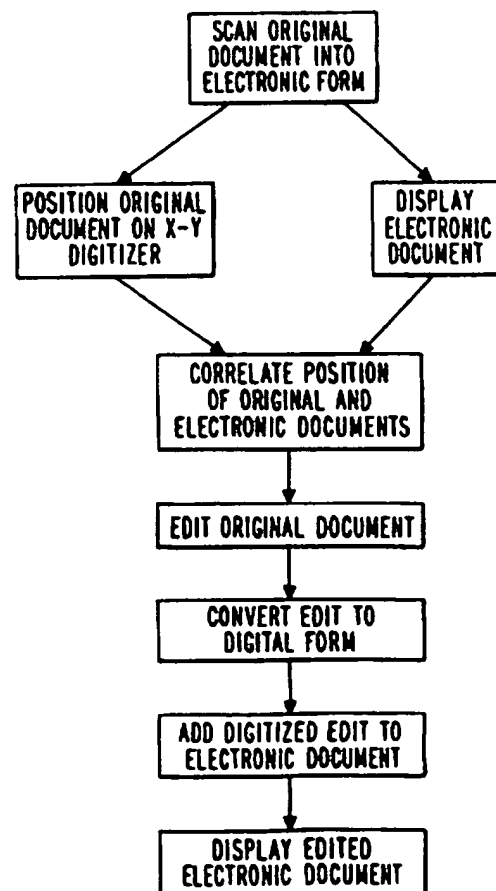 SCAN ORIGINAL
DOCUMENT INTO
ELECTRONIC FORM
POSITION ORIGINAL
DOCUMENT ON X-Y
DIGITIZER
DISPLAY
ELECTRONIC
DOCUMENT
CORRELATE POSITION
OF ORIGINAL AND
ELECTRONIC DOCUMENTS
EDIT ORIGINAL DOCUMENT
CONVERT EDIT TO
DIGITAL FORM
ADD DIGITIZED EDIT TO
ELECTRONIC DOCUMENT
DISPLAY EDITED
ELECTRONIC DOCUMENT